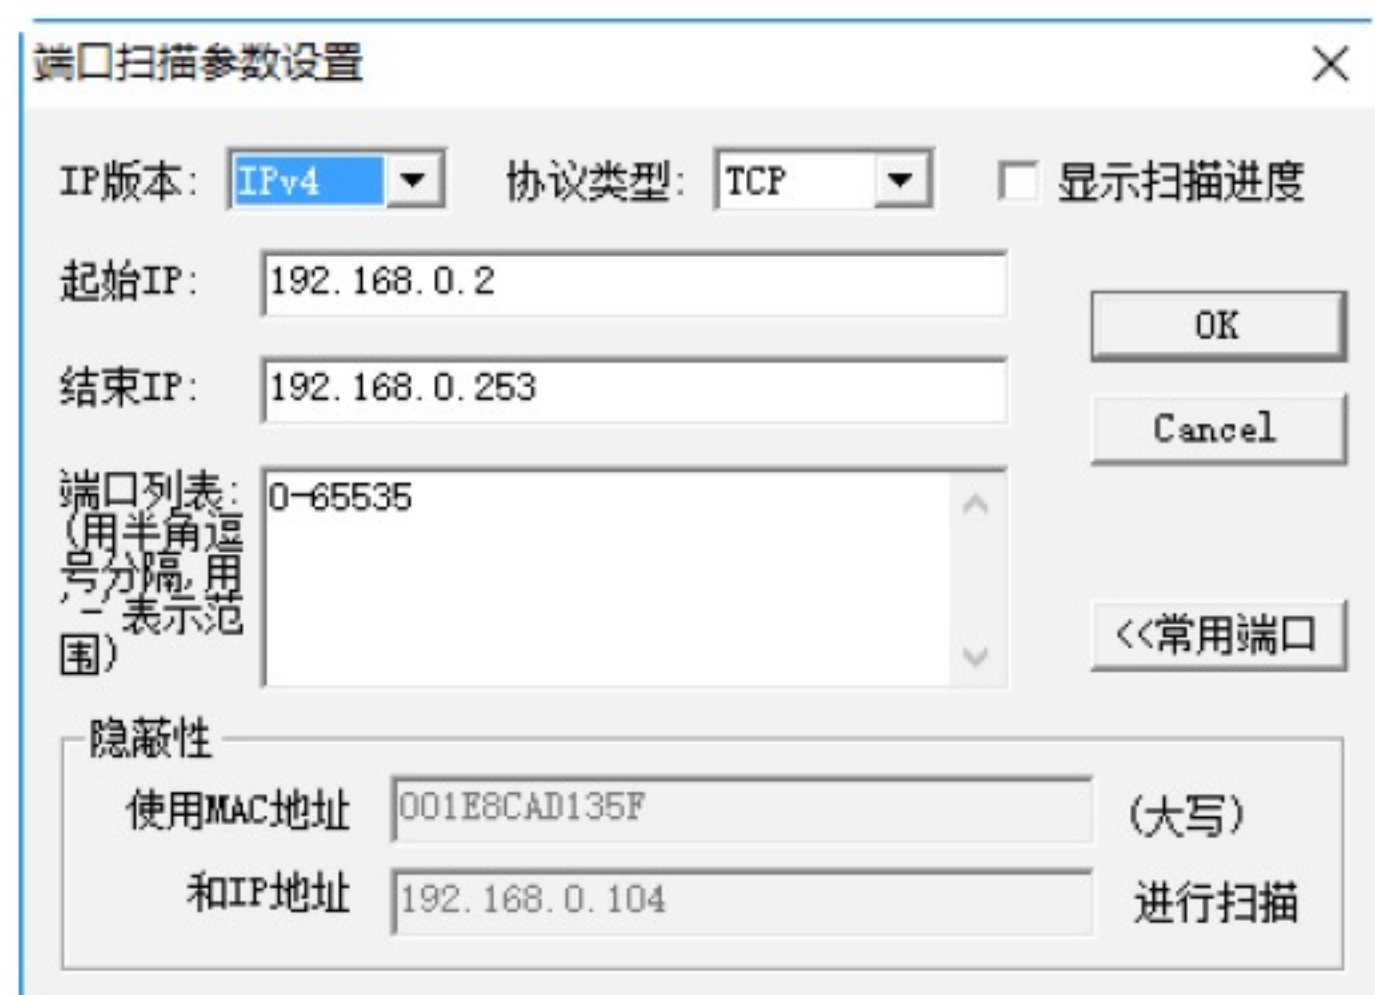 端口扫描参数设置
IP版本: IPv4 协议类型: TCP 显示扫描进度
起始IP: 192.168.0.2
OK
结束IP: 192.168.0.253
Cancel
端口列表: 0-65535
(用半角逗
号分隔,用
'-'表示范
围)
<<常用端口
隐蔽性
使用MAC地址 001E8CAD135F (大写)
和IP地址 192.168.0.104 进行扫描